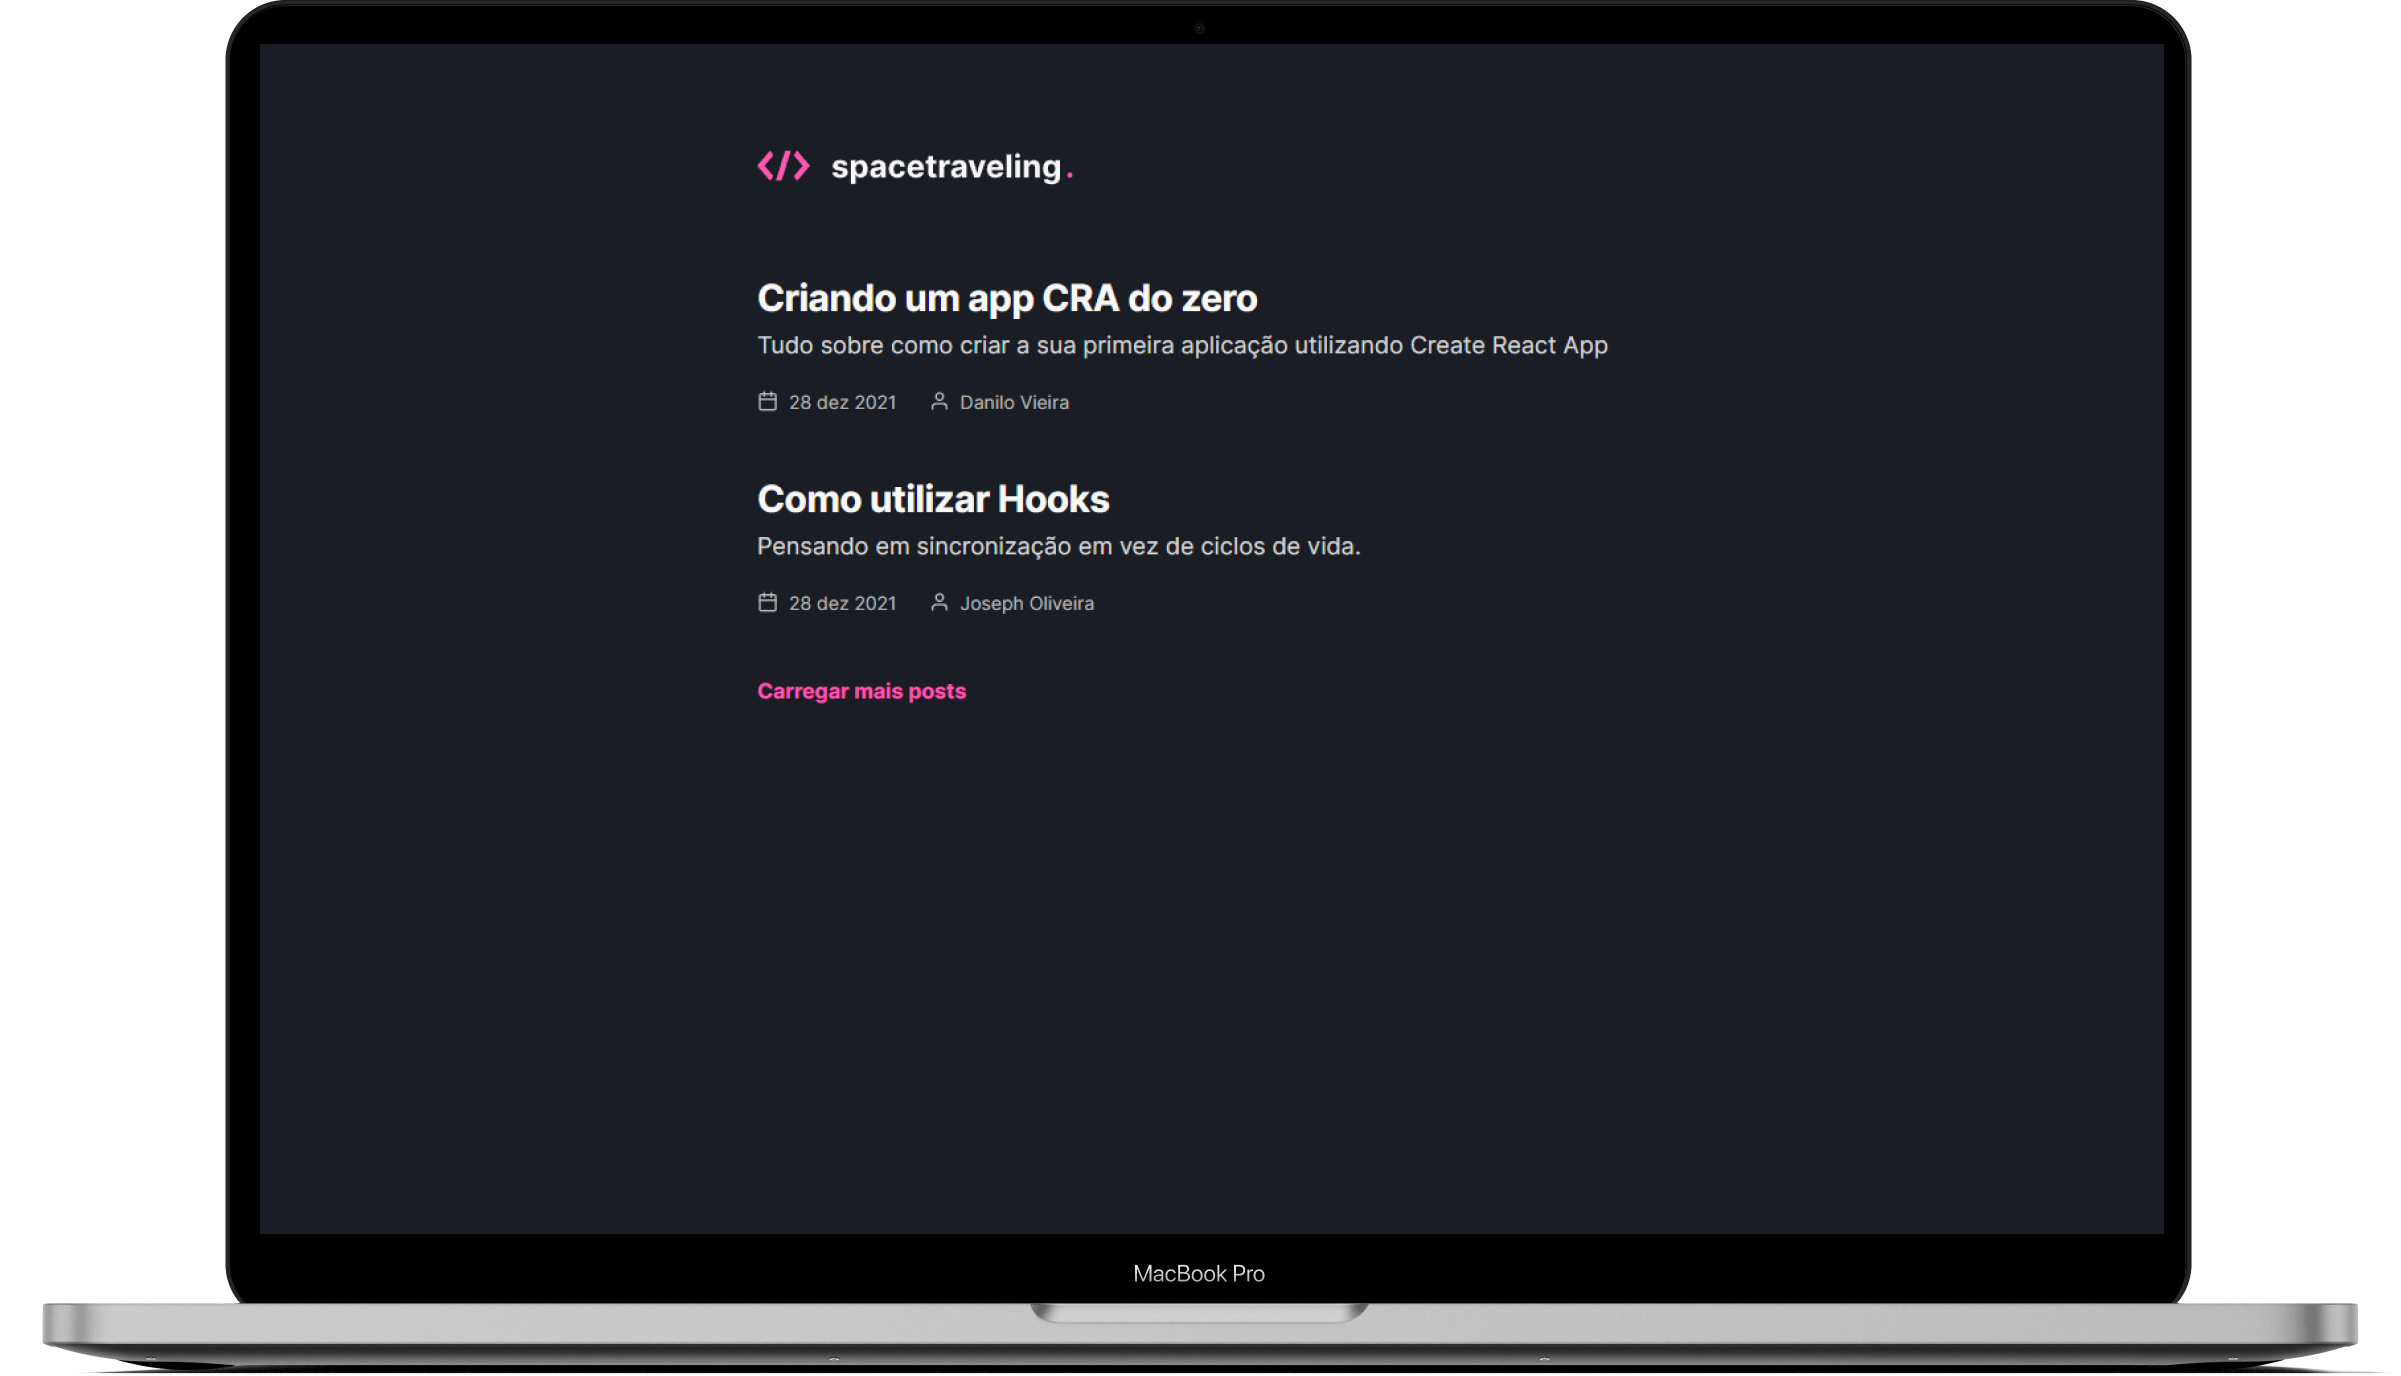 </> spacetraveling.
Criando um app CRA do zero
Tudo sobre como criar a sua primeira aplicação utilizando Create React App
28 dez 2021 Danilo Vieira
Como utilizar Hooks
Pensando em sincronização em vez de ciclos de vida.
28 dez 2021 Joseph Oliveira
Carregar mais posts
MacBook Pro